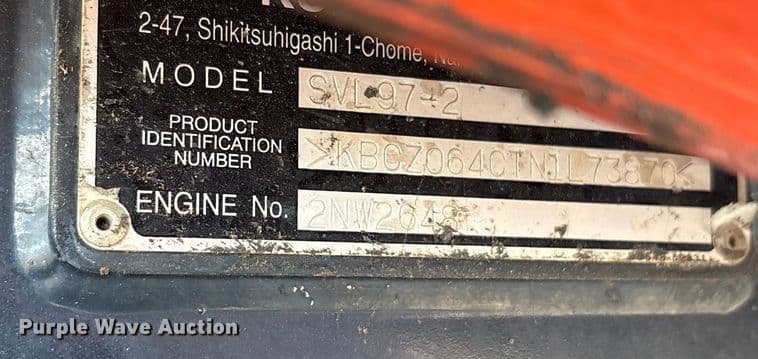 2-47, Shikitsuhigashi 1-Chome,
MODEL SVL97-2
PRODUCT
IDENTIFICATION
NUMBER >KBCZ064CTN1L73870<
ENGINE No.
Purple Wave Auction